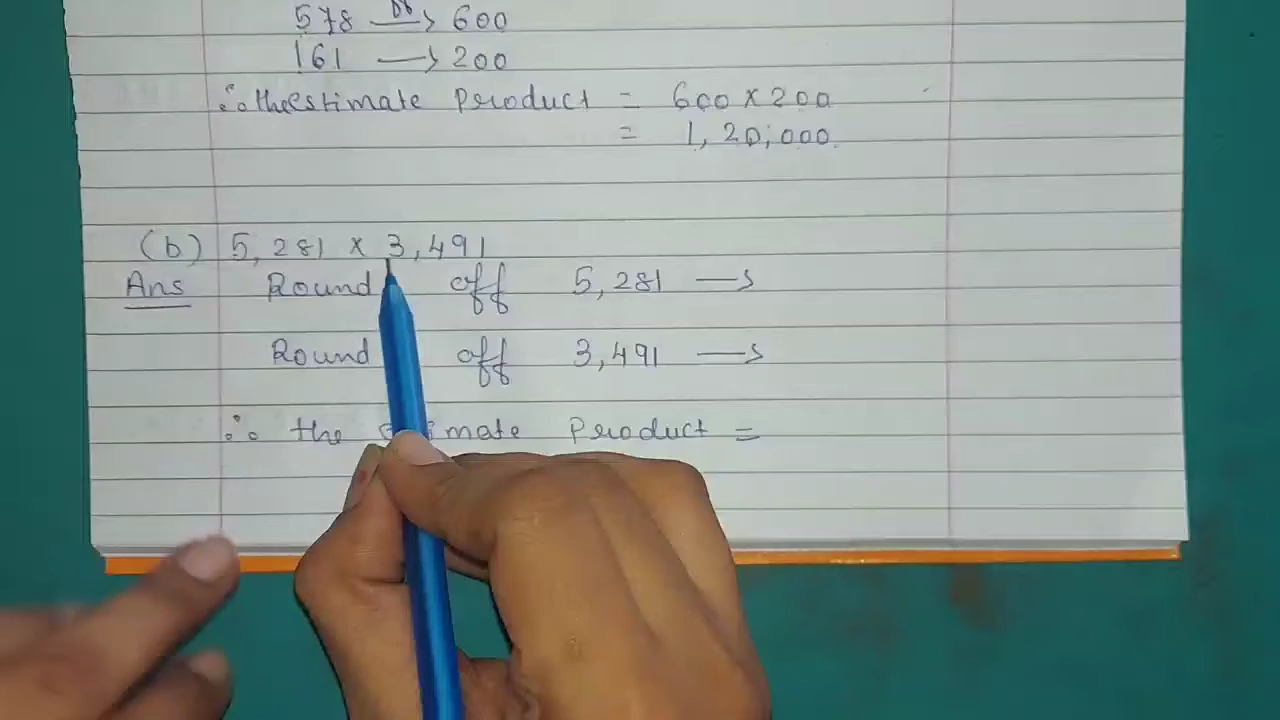 578 → 600
161 → 200
∴ the estimate product = 600 × 200
= 1,20,000.
(b) 5,281 × 3,491
Ans Round off 5,281 →
Round off 3,491 →
∴ the estimate product =